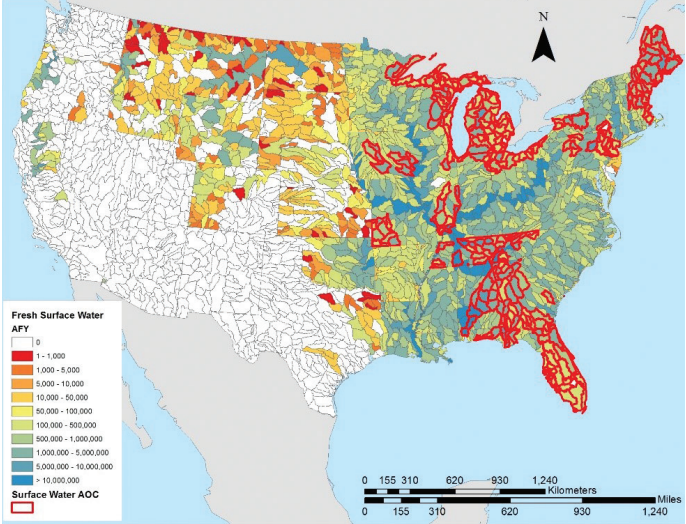 N
Fresh Surface Water
AFY
0
1 - 1,000
1,000 - 5,000
5,000 - 10,000
10,000 - 50,000
50,000 - 100,000
100,000 - 500,000
500,000 - 1,000,000
1,000,000 - 5,000,000
5,000,000 - 10,000,000
> 10,000,000
Surface Water AOC
0 155 310 620 930 1,240
Kilometers
Miles
0 155 310 620 930 1,240